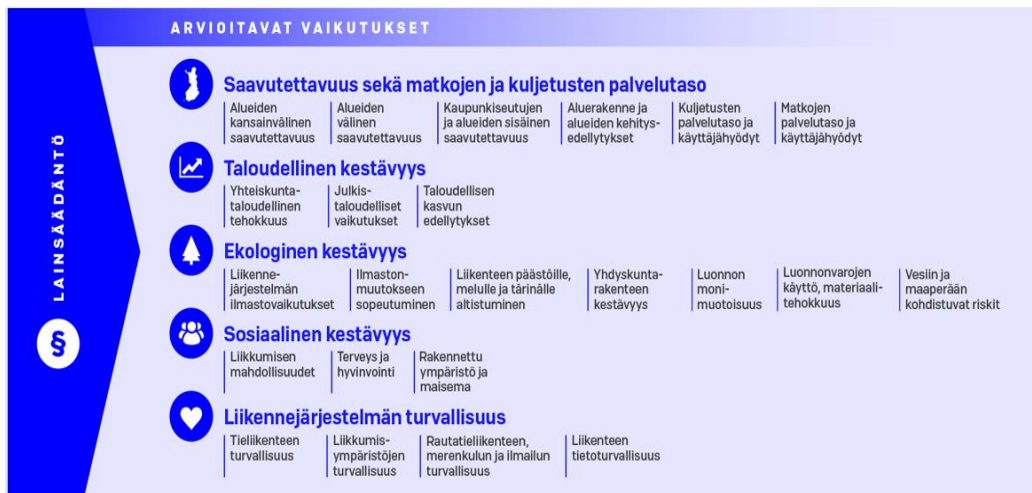 ARVIOITAVAT VAIKUTUKSET
LAINSÄÄDÄNTÖ
§
Saavutettavuus sekä matkojen ja kuljetusten palvelutaso
Alueiden
kansainvälinen
saavutettavuus
Alueiden
välinen
saavutettavuus
Kaupunkiseutujen
ja alueiden sisäinen
saavutettavuus
Aluerakenne ja
alueiden kehitys-
edellytykset
Kuljetusten
palvelutaso ja
käyttäjähyödyt
Matkojen
palvelutaso ja
käyttäjähyödyt
Taloudellinen kestävyys
Yhteiskunta-
taloudellinen
tehokkuus
Julkis-
taloudelliset
vaikutukset
Taloudellisen
kasvun
edellytykset
Ekologinen kestävyys
Liikenne-
järjestelmän
ilmastovaikutukset
Ilmaston-
muutokseen
sopeutuminen
Liikenteen päästöille,
melulle ja tärinälle
altistuminen
Yhdyskunta-
rakenteen
kestävyys
Luonnon
moni-
muotoisuus
Luonnonvarojen
käyttö, materiaali-
tehokkuus
Vesiin ja
maaperään
kohdistuvat riskit
Sosiaalinen kestävyys
Liikkumisen
mahdollisuudet
Terveys ja
hyvinvointi
Rakennettu
ympäristö ja
maisema
Liikennejärjestelmän turvallisuus
Tieliikenteen
turvallisuus
Liikkumis-
ympäristöjen
turvallisuus
Rautatieliikenteen,
merenkulun ja ilmailun
turvallisuus
Liikenteen
tietoturvallisuus